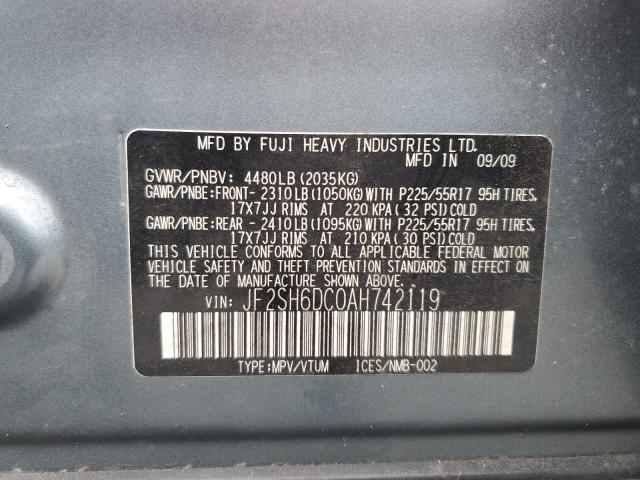 MFD BY FUJI HEAVY INDUSTRIES LTD.
MFD IN 09/09
GVWR/PNBV: 4480LB (2035KG)
GAWR/PNBE:FRONT- 2310LB (1050KG) WITH P225/55R17 95H TIRES,
17X7JJ RIMS AT 220 KPA ( 32 PSI) COLD
GAWR/PNBE:REAR - 2410LB (1095KG) WITH P225/55R17 95H TIRES,
17X7JJ RIMS AT 210 KPA ( 30 PSI) COLD
THIS VEHICLE CONFORMS TO ALL APPLICABLE FEDERAL MOTOR
VEHICLE SAFETY AND THEFT PREVENTION STANDARDS IN EFFECT ON
THE DATE OF MANUFACTURE SHOWN ABOVE.
VIN: JF2SH6DC0AH742119
TYPE:MPV/VTUM ICES/NMB-002